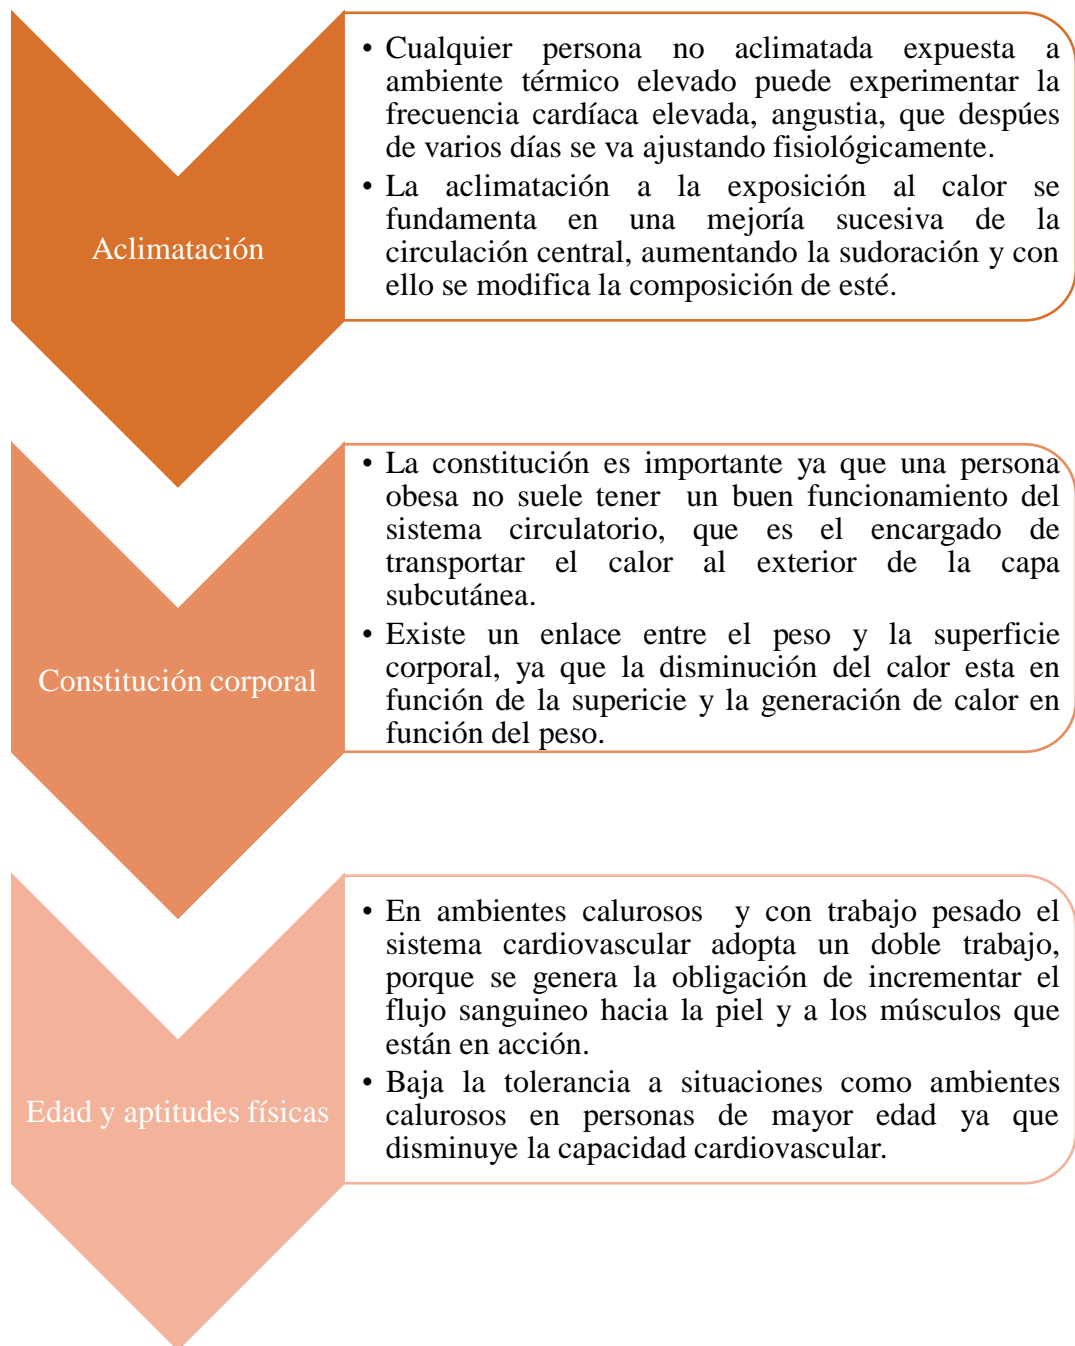 Aclimatación
• Cualquier persona no aclimatada expuesta a
ambiente térmico elevado puede experimentar la
frecuencia cardíaca elevada, angustia, que despúes
de varios días se va ajustando fisiológicamente.
• La aclimatación a la exposición al calor se
fundamenta en una mejoría sucesiva de la
circulación central, aumentando la sudoración y con
ello se modifica la composición de esté.
Constitución corporal
• La constitución es importante ya que una persona
obesa no suele tener un buen funcionamiento del
sistema circulatorio, que es el encargado de
transportar el calor al exterior de la capa
subcutánea.
• Existe un enlace entre el peso y la superficie
corporal, ya que la disminución del calor esta en
función de la supericie y la generación de calor en
función del peso.
Edad y aptitudes físicas
• En ambientes calurosos y con trabajo pesado el
sistema cardiovascular adopta un doble trabajo,
porque se genera la obligación de incrementar el
flujo sanguineo hacia la piel y a los músculos que
están en acción.
• Baja la tolerancia a situaciones como ambientes
calurosos en personas de mayor edad ya que
disminuye la capacidad cardiovascular.